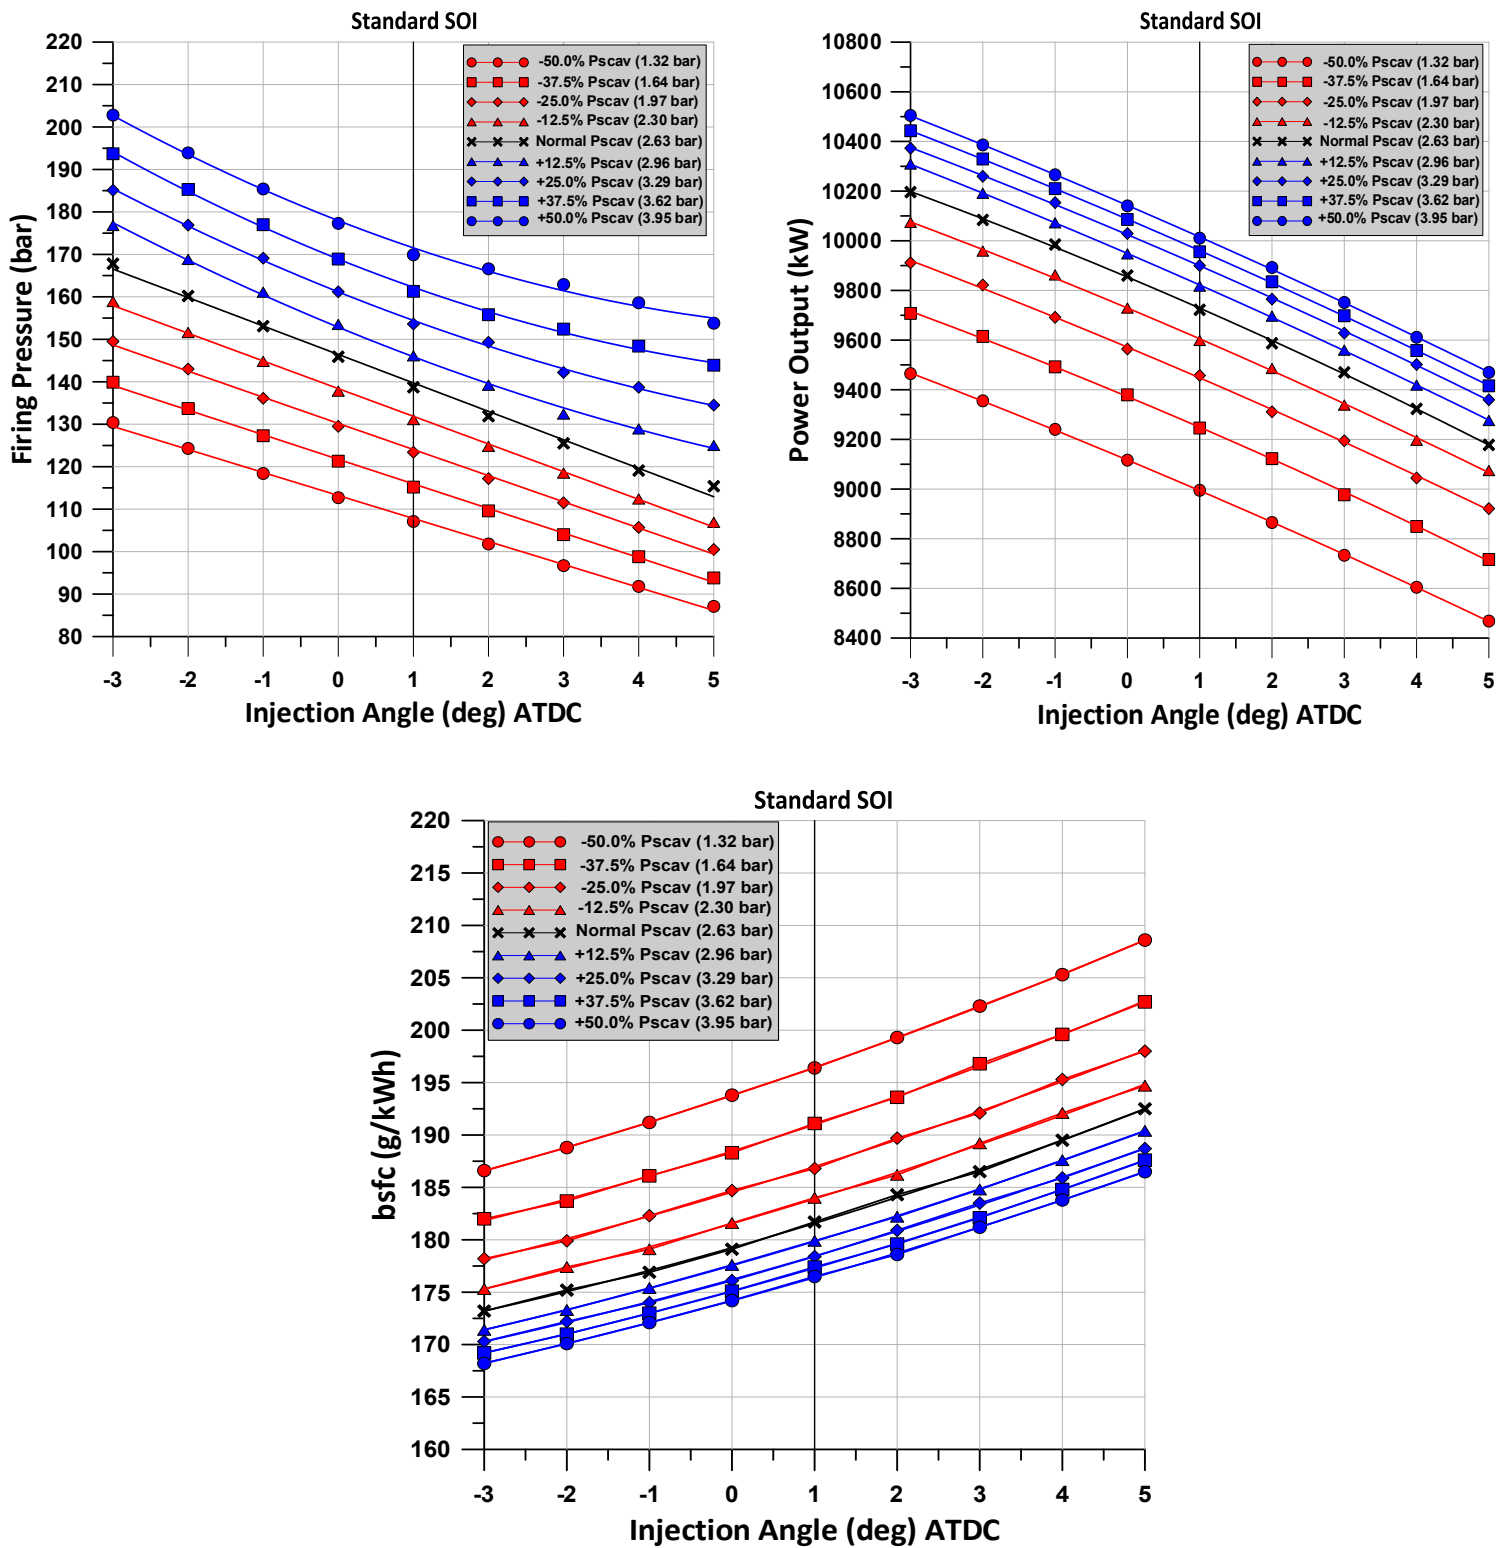 Standard SOI
220
210
200
190
180
170
160
150
140
130
120
110
100
90
80
Firing Pressure (bar)
-50.0% Pscav (1.32 bar)
-37.5% Pscav (1.64 bar)
-25.0% Pscav (1.97 bar)
-12.5% Pscav (2.30 bar)
Normal Pscav (2.63 bar)
+12.5% Pscav (2.96 bar)
+25.0% Pscav (3.29 bar)
+37.5% Pscav (3.62 bar)
+50.0% Pscav (3.95 bar)
-3 -2 -1 0 1 2 3 4 5
Injection Angle (deg) ATDC
Standard SOI
10800
10600
10400
10200
10000
9800
9600
9400
9200
9000
8800
8600
8400
Power Output (kW)
-50.0% Pscav (1.32 bar)
-37.5% Pscav (1.64 bar)
-25.0% Pscav (1.97 bar)
-12.5% Pscav (2.30 bar)
Normal Pscav (2.63 bar)
+12.5% Pscav (2.96 bar)
+25.0% Pscav (3.29 bar)
+37.5% Pscav (3.62 bar)
+50.0% Pscav (3.95 bar)
-3 -2 -1 0 1 2 3 4 5
Injection Angle (deg) ATDC
Standard SOI
220
215
210
205
200
195
190
185
180
175
170
165
160
bsfc (g/kWh)
-50.0% Pscav (1.32 bar)
-37.5% Pscav (1.64 bar)
-25.0% Pscav (1.97 bar)
-12.5% Pscav (2.30 bar)
Normal Pscav (2.63 bar)
+12.5% Pscav (2.96 bar)
+25.0% Pscav (3.29 bar)
+37.5% Pscav (3.62 bar)
+50.0% Pscav (3.95 bar)
-3 -2 -1 0 1 2 3 4 5
Injection Angle (deg) ATDC